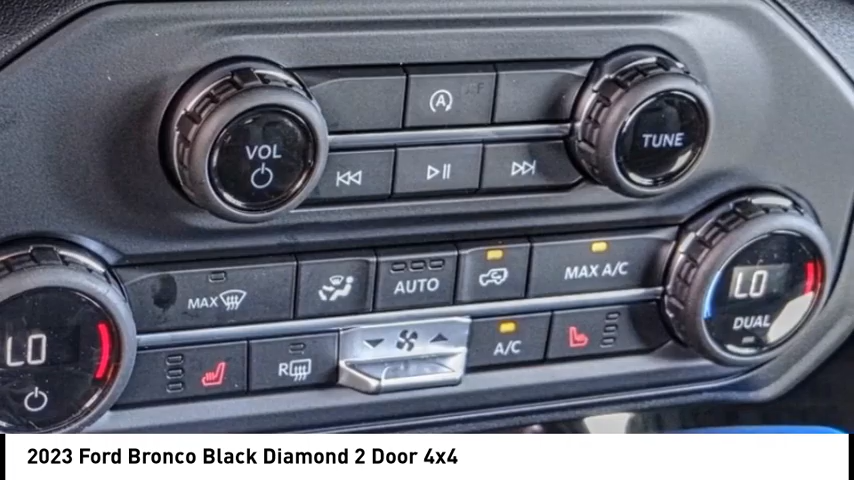 VOL
TUNE
MAX
AUTO
MAX A/C
LO
DUAL
LO
R
A/C
2023 Ford Bronco Black Diamond 2 Door 4x4